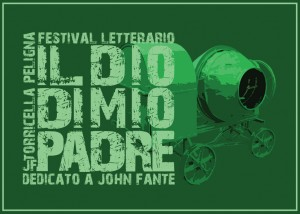 FESTIVAL LETTERARIO
IL DIO
DI MIO
PADRE
DEDICATO A JOHN FANTE
TORRICELLA PELIGNA